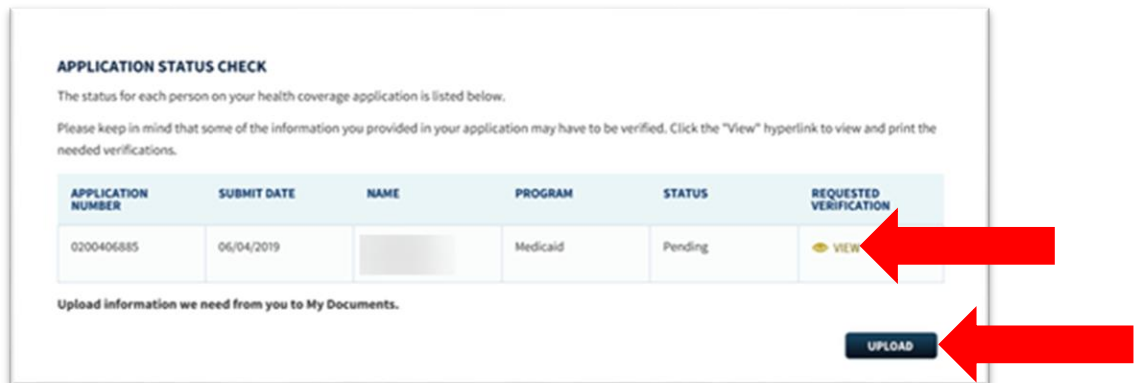 APPLICATION STATUS CHECK
The status for each person on your health coverage application is listed below.
Please keep in mind that some of the information you provided in your application may have to be verified. Click the "View" hyperlink to view and print the
needed verifications.
APPLICATION NUMBER
SUBMIT DATE
NAME
PROGRAM
STATUS
REQUESTED VERIFICATION
0200406885
06/04/2019
Medicaid
Pending
VIEW
Upload information we need from you to My Documents.
UPLOAD